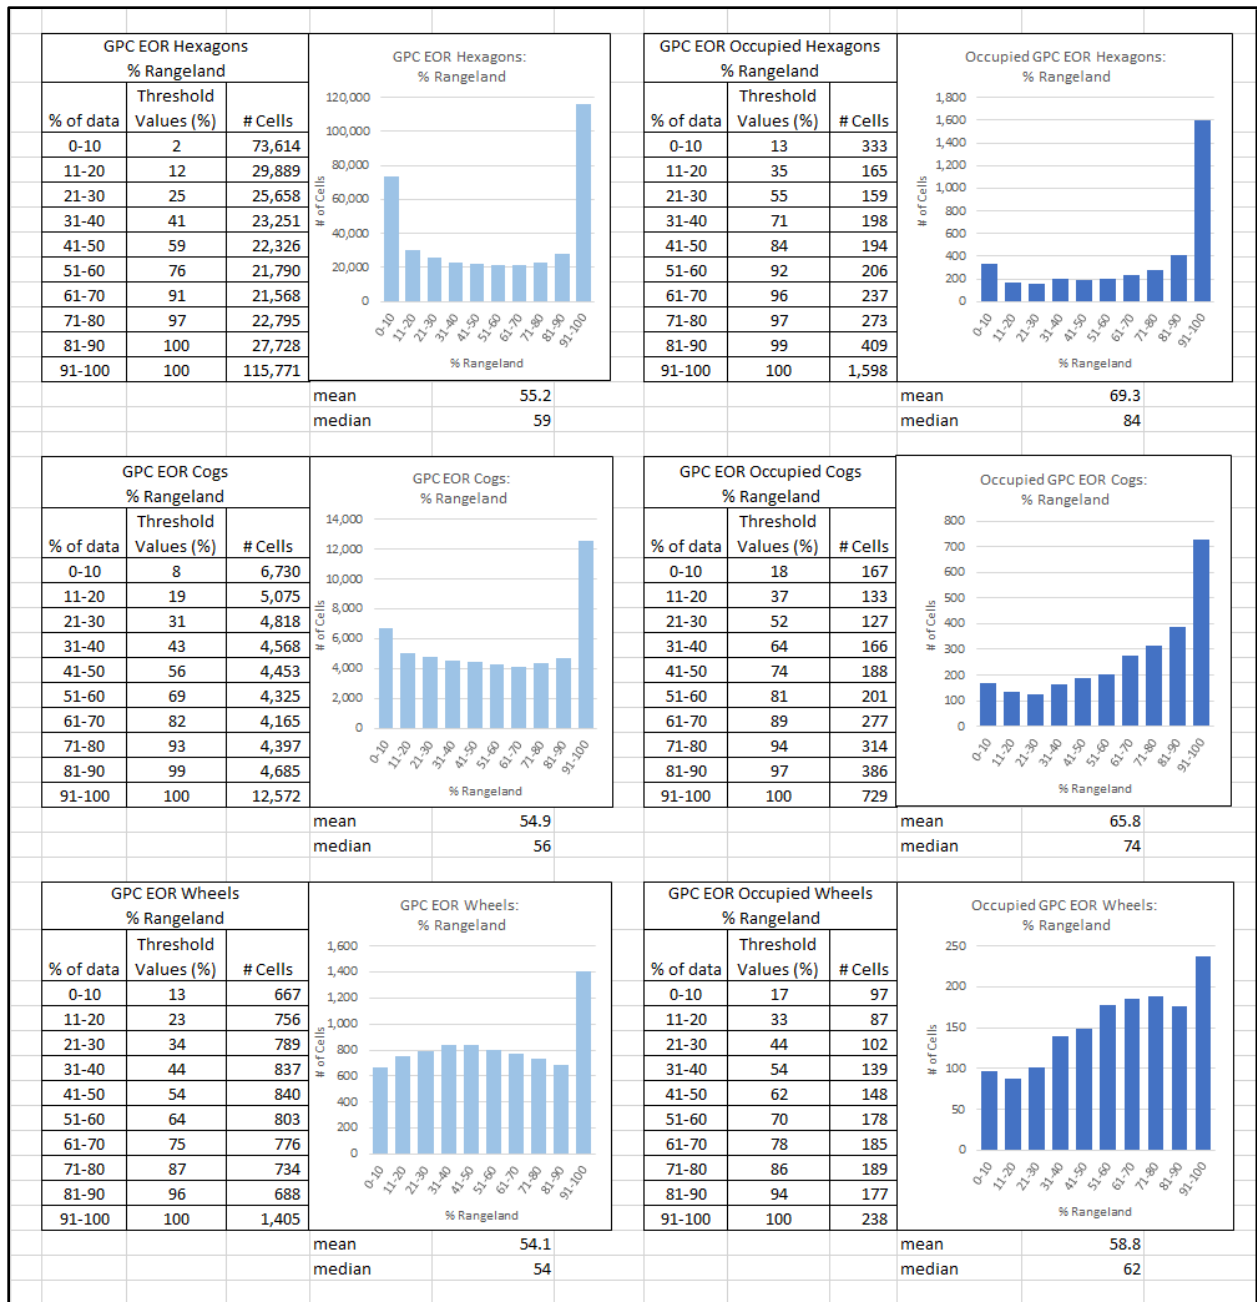 GPC EOR Hexagons
% Rangeland
% of data Threshold Values (%) # Cells
0-10 2 73,614
11-20 12 29,889
21-30 25 25,658
31-40 41 23,251
41-50 59 22,326
51-60 76 21,790
61-70 91 21,568
71-80 97 22,795
81-90 100 27,728
91-100 100 115,771
GPC EOR Hexagons:
% Rangeland
120,000
100,000
80,000
60,000
40,000
20,000
0
# of Cells
0-10 11-20 21-30 31-40 41-50 51-60 61-70 71-80 81-90 91-100
% Rangeland
mean 55.2
median 59
GPC EOR Occupied Hexagons
% Rangeland
% of data Threshold Values (%) # Cells
0-10 13 333
11-20 35 165
21-30 55 159
31-40 71 198
41-50 84 194
51-60 92 206
61-70 96 237
71-80 97 273
81-90 99 409
91-100 100 1,598
Occupied GPC EOR Hexagons:
% Rangeland
1,800
1,600
1,400
1,200
1,000
800
600
400
200
0
# of Cells
0-10 11-20 21-30 31-40 41-50 51-60 61-70 71-80 81-90 91-100
% Rangeland
mean 69.3
median 84
GPC EOR Cogs
% Rangeland
% of data Threshold Values (%) # Cells
0-10 8 6,730
11-20 19 5,075
21-30 31 4,818
31-40 43 4,568
41-50 56 4,453
51-60 69 4,325
61-70 82 4,165
71-80 93 4,397
81-90 99 4,685
91-100 100 12,572
GPC EOR Cogs:
% Rangeland
14,000
12,000
10,000
8,000
6,000
4,000
2,000
0
# of Cells
0-10 11-20 21-30 31-40 41-50 51-60 61-70 71-80 81-90 91-100
% Rangeland
mean 54.9
median 56
GPC EOR Occupied Cogs
% Rangeland
% of data Threshold Values (%) # Cells
0-10 18 167
11-20 37 133
21-30 52 127
31-40 64 166
41-50 74 188
51-60 81 201
61-70 89 277
71-80 94 314
81-90 97 386
91-100 100 729
Occupied GPC EOR Cogs:
% Rangeland
800
700
600
500
400
300
200
100
0
# of Cells
0-10 11-20 21-30 31-40 41-50 51-60 61-70 71-80 81-90 91-100
% Rangeland
mean 65.8
median 74
GPC EOR Wheels
% Rangeland
% of data Threshold Values (%) # Cells
0-10 13 667
11-20 23 756
21-30 34 789
31-40 44 837
41-50 54 840
51-60 64 803
61-70 75 776
71-80 87 734
81-90 96 688
91-100 100 1,405
GPC EOR Wheels:
% Rangeland
1,600
1,400
1,200
1,000
800
600
400
200
0
# of Cells
0-10 11-20 21-30 31-40 41-50 51-60 61-70 71-80 81-90 91-100
% Rangeland
mean 54.1
median 54
GPC EOR Occupied Wheels
% Rangeland
% of data Threshold Values (%) # Cells
0-10 17 97
11-20 33 87
21-30 44 102
31-40 54 139
41-50 62 148
51-60 70 178
61-70 78 185
71-80 86 189
81-90 94 177
91-100 100 238
Occupied GPC EOR Wheels:
% Rangeland
250
200
150
100
50
0
# of Cells
0-10 11-20 21-30 31-40 41-50 51-60 61-70 71-80 81-90 91-100
% Rangeland
mean 58.8
median 62